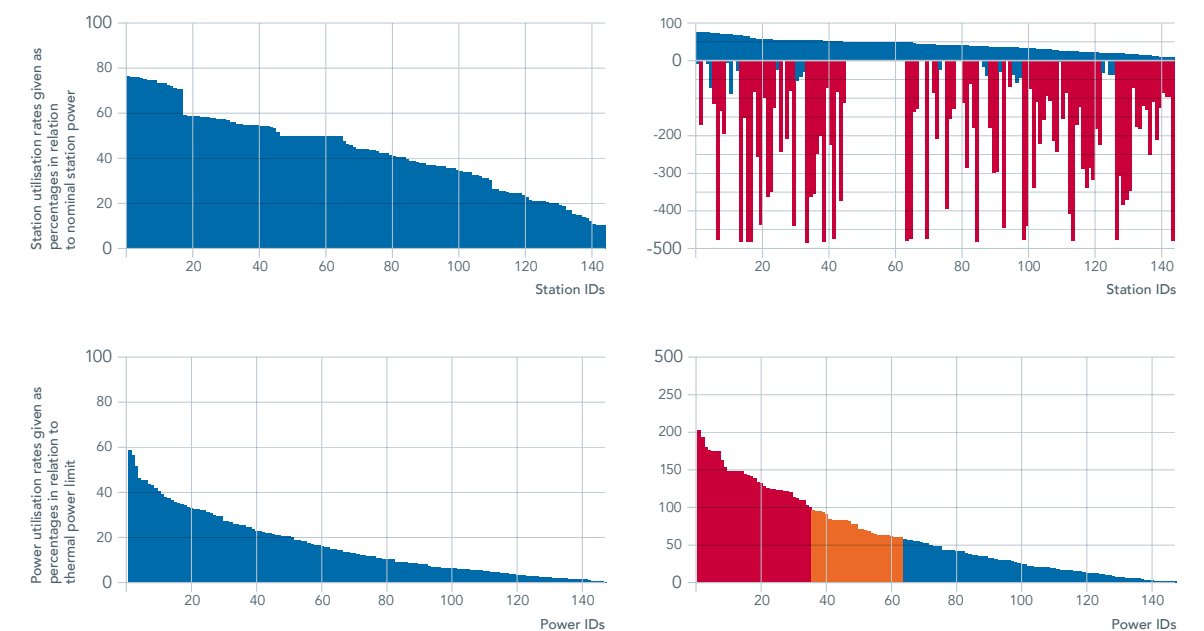 Station utilisation rates given as
percentages in relation
to nominal station power
100
80
60
40
20
0
20 40 60 80 100 120 140
Station IDs
100
0
-100
-200
-300
-400
-500
20 40 60 80 100 120 140
Station IDs
Power utilisation rates given as
percentages in relation to
thermal power limit
100
80
60
40
20
0
20 40 60 80 100 120 140
Power IDs
500
250
200
150
100
50
0
20 40 60 80 100 120 140
Power IDs